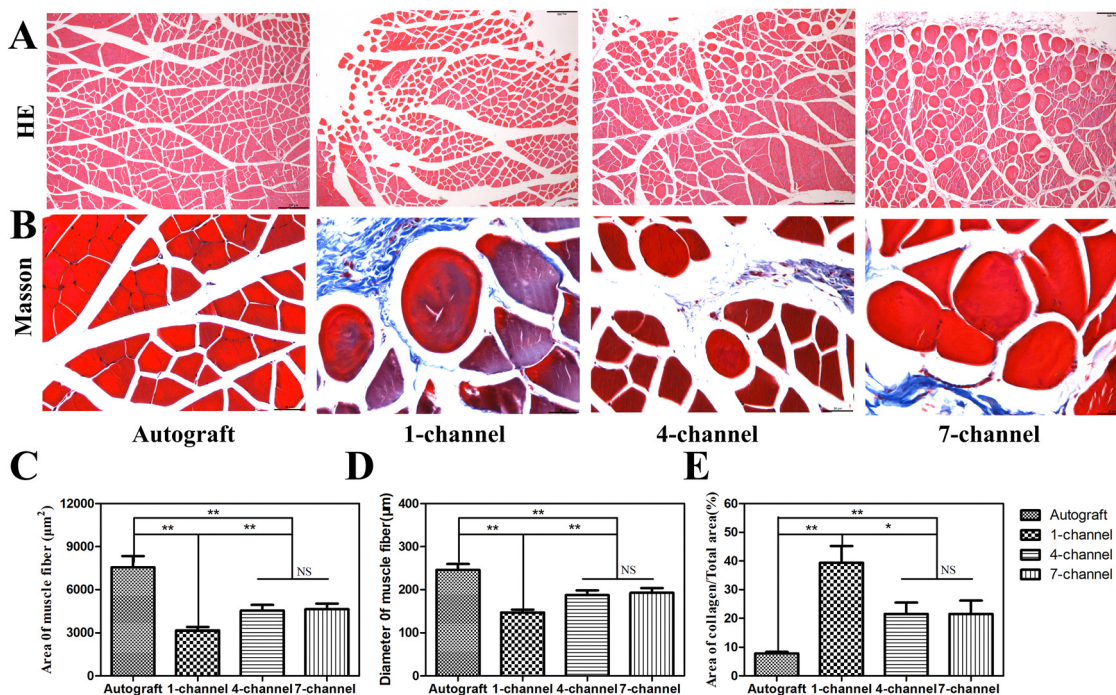 A
HE
B
Masson
Autograft
1-channel
4-channel
7-channel
C
Area 0f muscle fiber (μm²)
12000
9000
6000
3000
0
**
**
**
NS
Autograft 1-channel 4-channel 7-channel
D
Diameter 0f muscle fiber(μm)
400
300
200
100
0
**
**
**
NS
Autograft 1-channel 4-channel 7-channel
E
Area of collagen/Total area(%)
60
50
40
30
20
10
0
**
**
*
NS
Autograft 1-channel 4-channel 7-channel
Autograft
1-channel
4-channel
7-channel